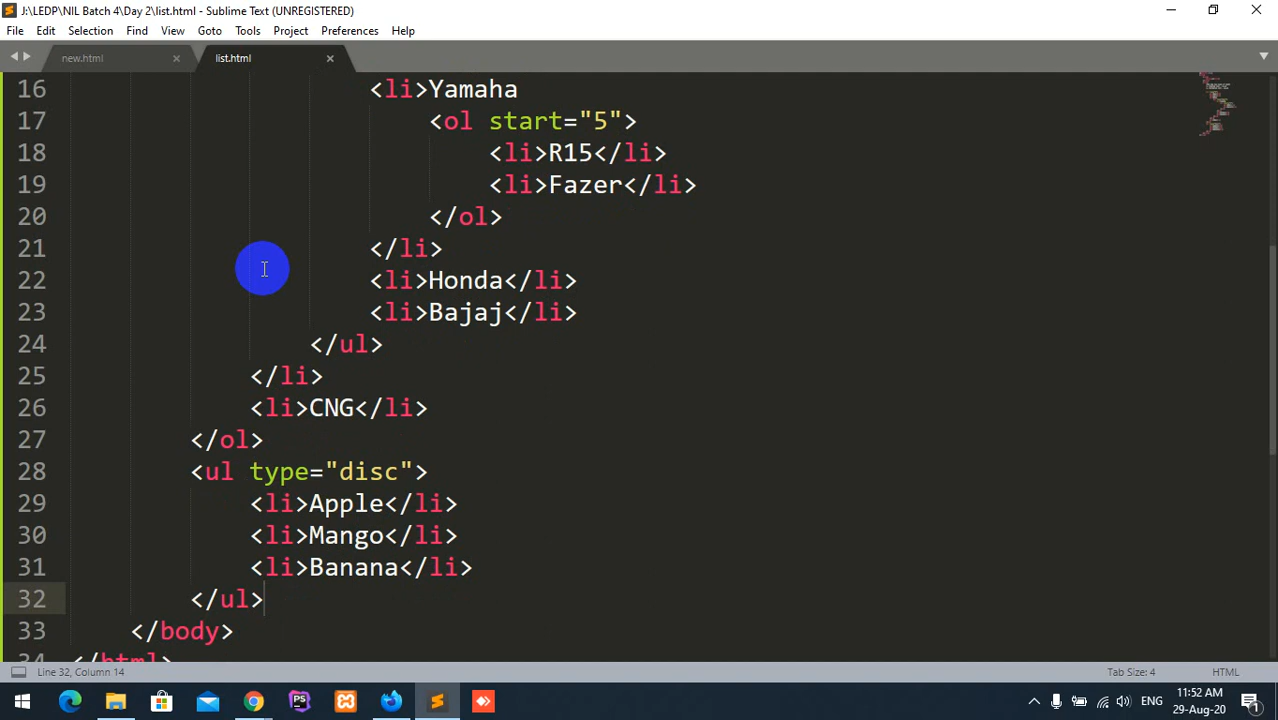 J:\LEDP\NIL Batch 4\Day 2\list.html - Sublime Text (UNREGISTERED)
File Edit Selection Find View Goto Tools Project Preferences Help
new.html list.html
16 <li>Yamaha
17 <ol start="5">
18 <li>R15</li>
19 <li>Fazer</li>
20 </ol>
21 </li>
22 <li>Honda</li>
23 <li>Bajaj</li>
24 </ul>
25 </li>
26 <li>CNG</li>
27 </ol>
28 <ul type="disc">
29 <li>Apple</li>
30 <li>Mango</li>
31 <li>Banana</li>
32 </ul>
33 </body>
34 </html>
Line 32, Column 14 Tab Size: 4 HTML
PS ENG 11:52 AM
29-Aug-20 1